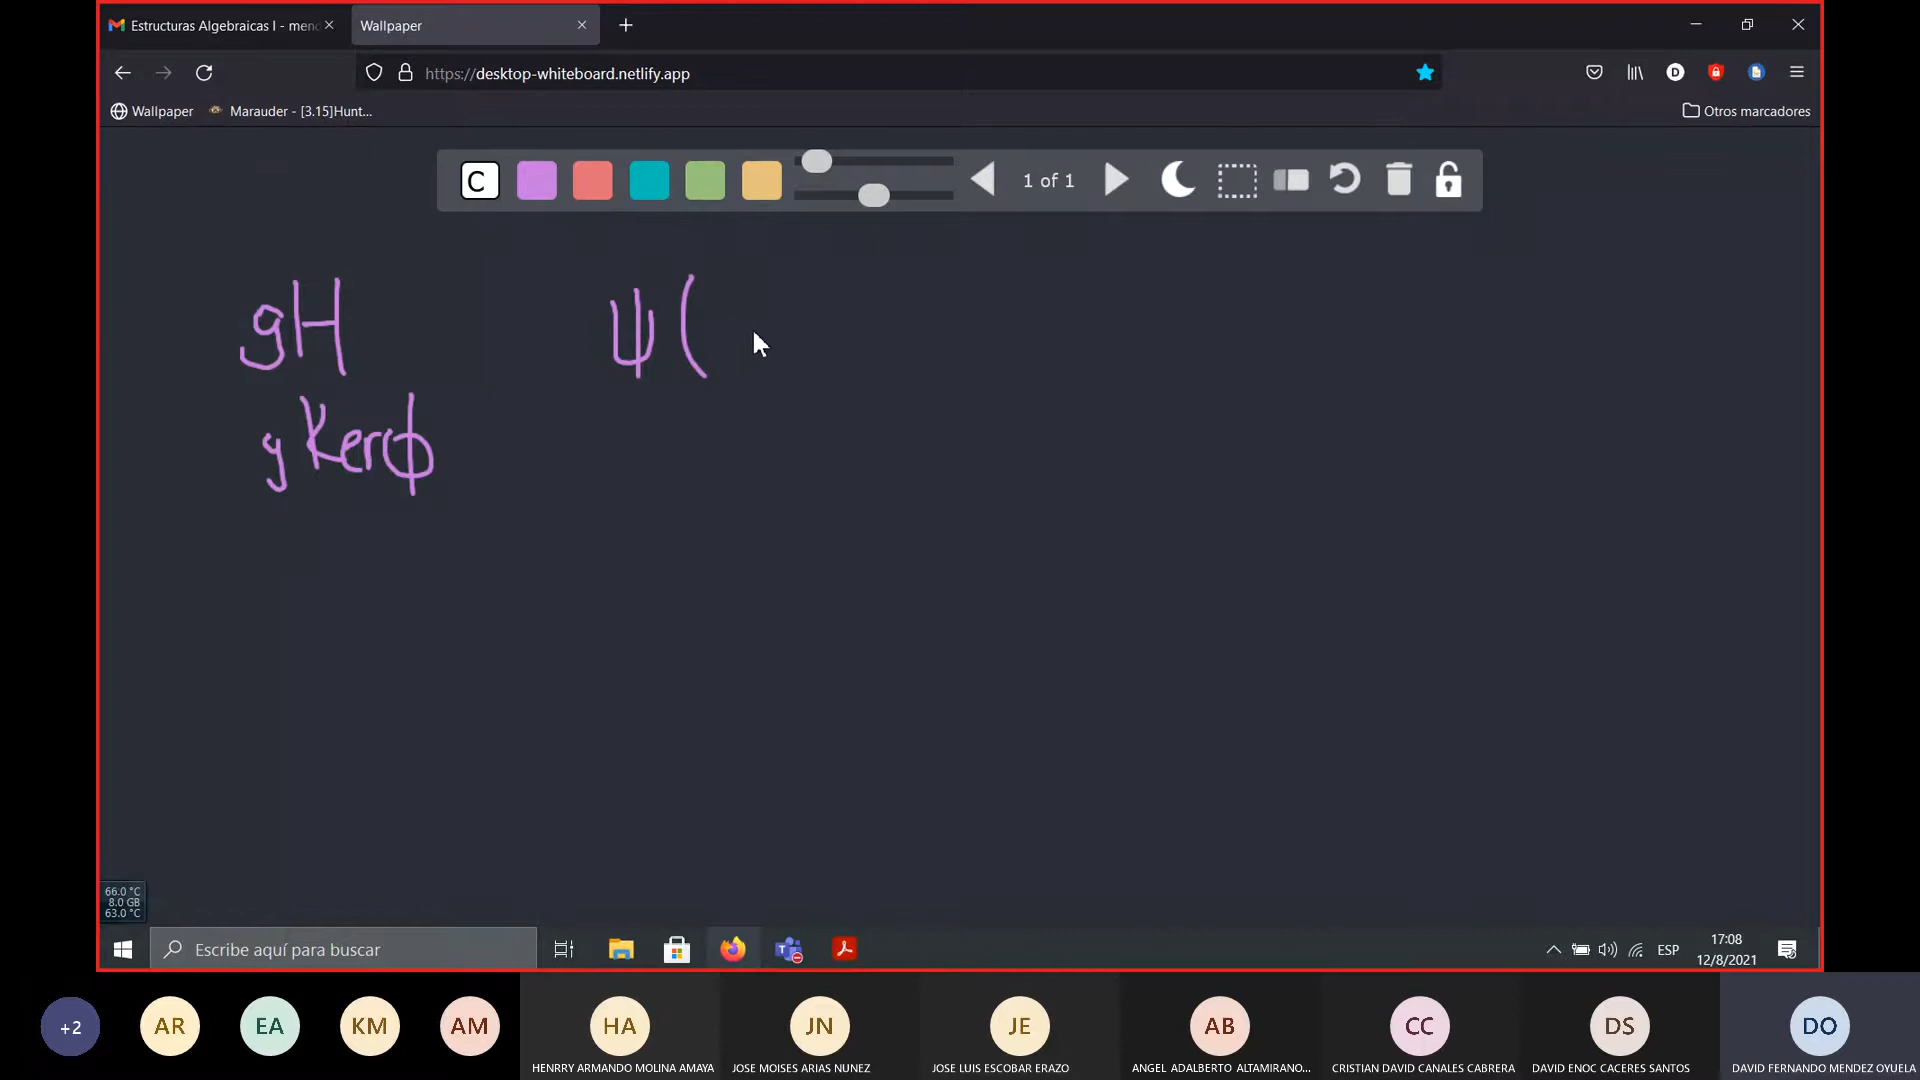 Estructuras Algebraicas I - mend
Wallpaper
https://desktop-whiteboard.netlify.app
Wallpaper
Marauder - [3.15]Hunt...
Otros marcadores
C
1 of 1
gH
ψ (
y Kerϕ
66.0 °C
8.0 GB
63.0 °C
Escribe aquí para buscar
ESP
17:08
12/8/2021
+2
AR
EA
KM
AM
HA
JN
JE
AB
CC
DS
DO
HENRRY ARMANDO MOLINA AMAYA
JOSE MOISES ARIAS NUNEZ
JOSE LUIS ESCOBAR ERAZO
ANGEL ADALBERTO ALTAMIRANO...
CRISTIAN DAVID CANALES CABRERA
DAVID ENOC CACERES SANTOS
DAVID FERNANDO MENDEZ OYUELA